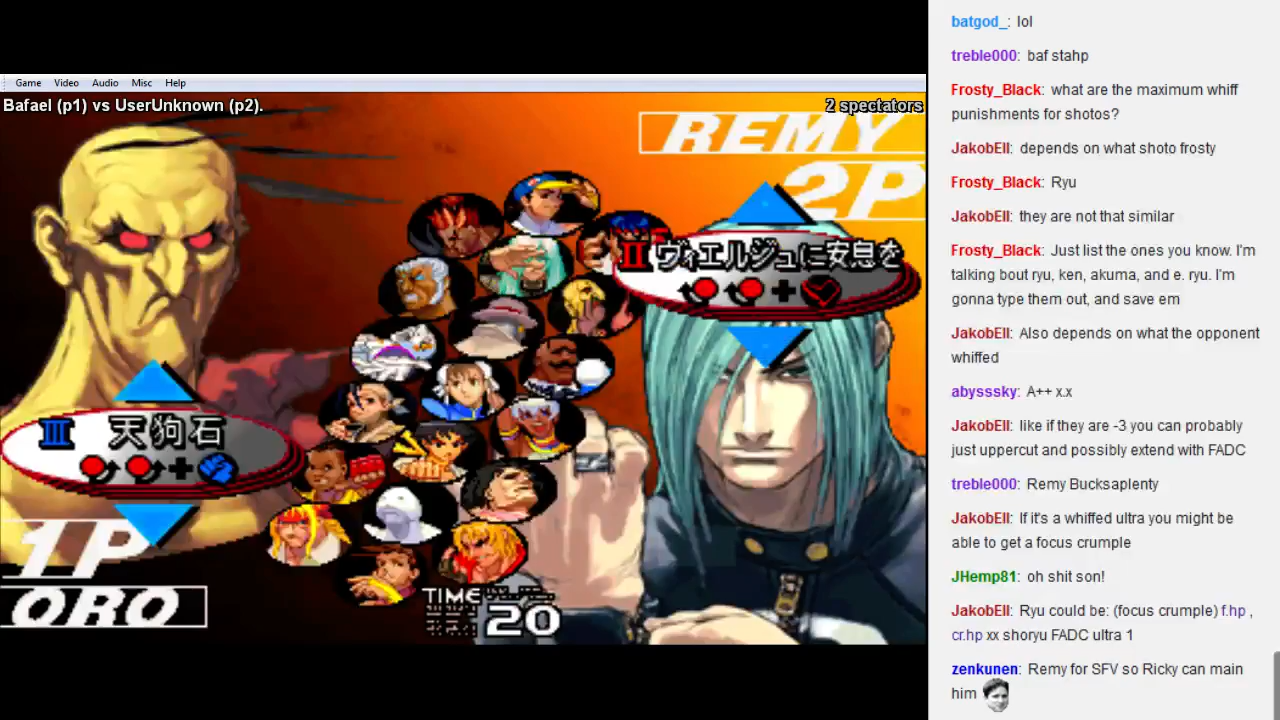 Game Video Audio Misc Help
Bafael (p1) vs UserUnknown (p2).
2 spectators
REMY
2P
II ヴィエルジュに安息を
III 天狗石
1P
ORO
TIME
20
batgod_: lol
treble000: baf stahp
Frosty_Black: what are the maximum whiff
punishments for shotos?
JakobEll: depends on what shoto frosty
Frosty_Black: Ryu
JakobEll: they are not that similar
Frosty_Black: Just list the ones you know. I'm
talking bout ryu, ken, akuma, and e. ryu. I'm
gonna type them out, and save em
JakobEll: Also depends on what the opponent
whiffed
abysssky: A++ x.x
JakobEll: like if they are -3 you can probably
just uppercut and possibly extend with FADC
treble000: Remy Bucksaplenty
JakobEll: If it's a whiffed ultra you might be
able to get a focus crumple
JHemp81: oh shit son!
JakobEll: Ryu could be: (focus crumple) f.hp ,
cr.hp xx shoryu FADC ultra 1
zenkunen: Remy for SFV so Ricky can main
him